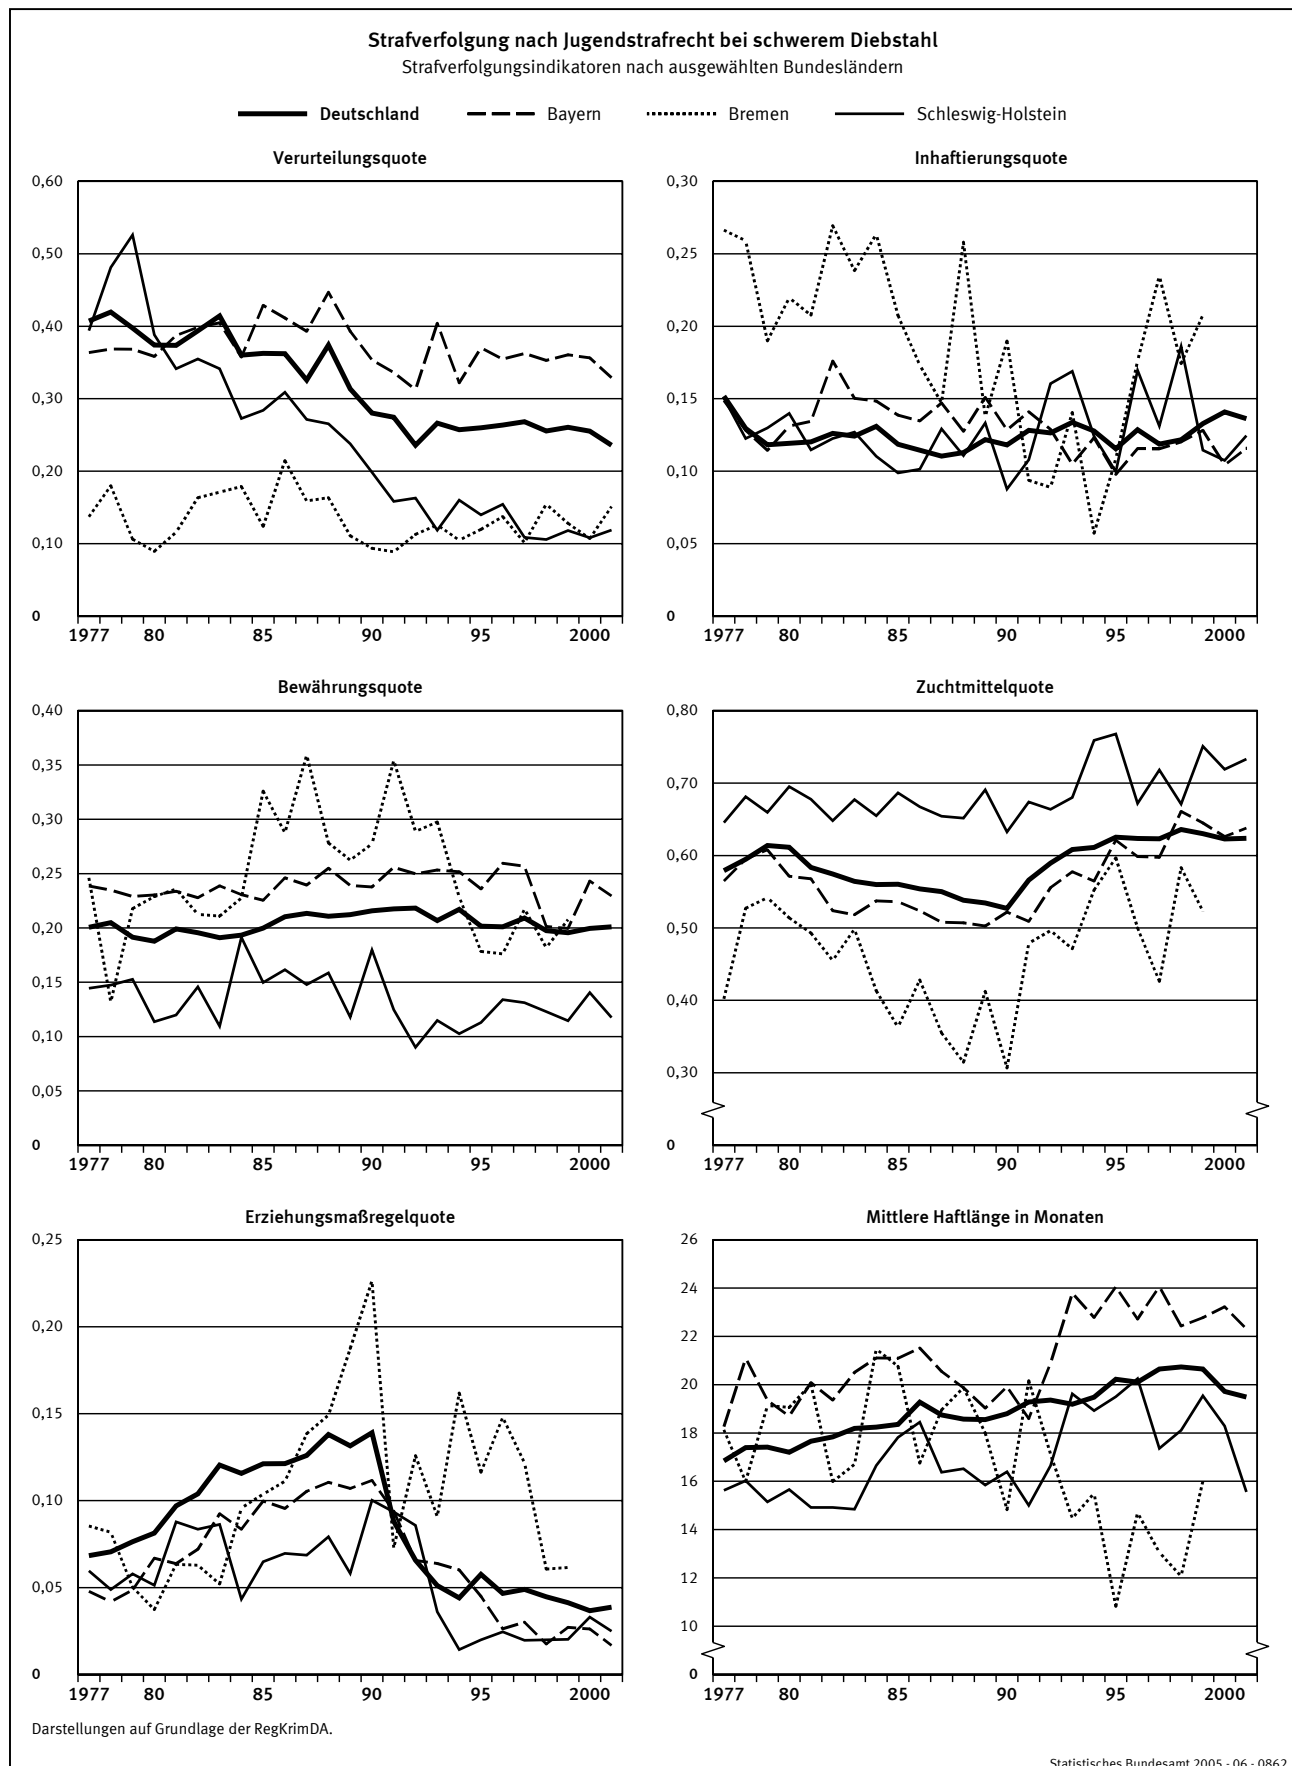 Strafverfolgung nach Jugendstrafrecht bei schwerem Diebstahl
Strafverfolgungsindikatoren nach ausgewählten Bundesländern
Deutschland Bayern Bremen Schleswig-Holstein
Verurteilungsquote
0,60
0,50
0,40
0,30
0,20
0,10
0
1977 80 85 90 95 2000
Inhaftierungsquote
0,30
0,25
0,20
0,15
0,10
0,05
0
1977 80 85 90 95 2000
Bewährungsquote
0,40
0,35
0,30
0,25
0,20
0,15
0,10
0,05
0
1977 80 85 90 95 2000
Zuchtmittelquote
0,80
0,70
0,60
0,50
0,40
0,30
0
1977 80 85 90 95 2000
Erziehungsmaßregelquote
0,25
0,20
0,15
0,10
0,05
0
1977 80 85 90 95 2000
Mittlere Haftlänge in Monaten
26
24
22
20
18
16
14
12
10
0
1977 80 85 90 95 2000
Darstellungen auf Grundlage der RegKrimDA.
Statistisches Bundesamt 2005 - 06 - 0862